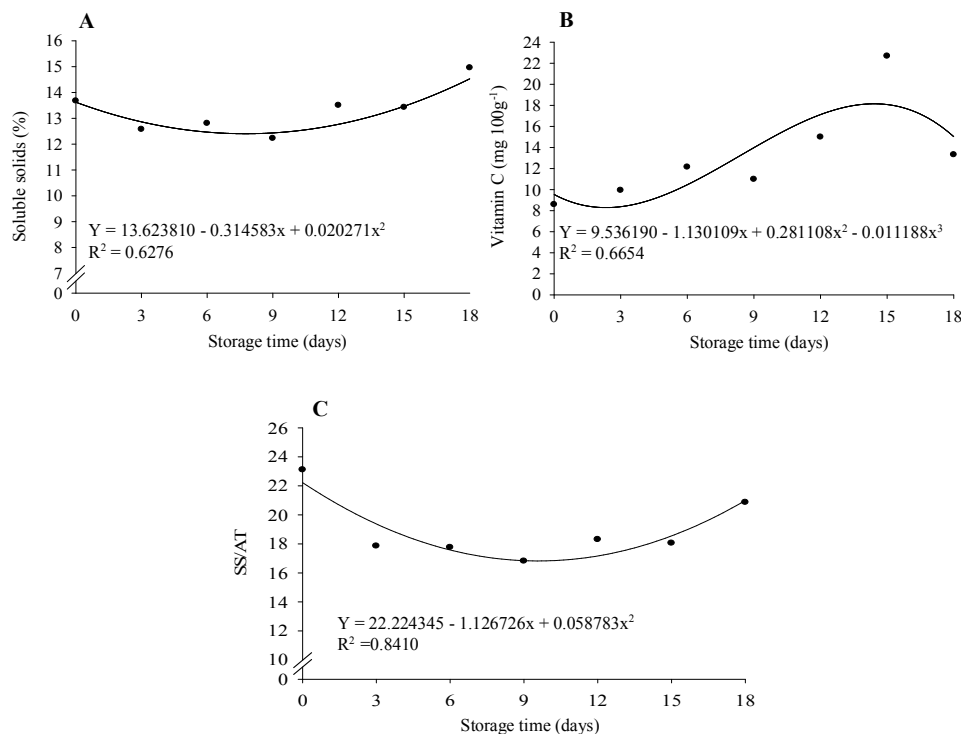 A
16
15
14
13
12
11
10
9
8
7
0
Soluble solids (%)
Y = 13.623810 - 0.314583x + 0.020271x²
R² = 0.6276
0 3 6 9 12 15 18
Storage time (days)
B
24
22
20
18
16
14
12
10
8
6
4
2
0
Vitamin C (mg 100g⁻¹)
Y = 9.536190 - 1.130109x + 0.281108x² - 0.011188x³
R² = 0.6654
0 3 6 9 12 15 18
Storage time (days)
C
26
24
22
20
18
16
14
12
10
0
SS/AT
Y = 22.224345 - 1.126726x + 0.058783x²
R² =0.8410
0 3 6 9 12 15 18
Storage time (days)